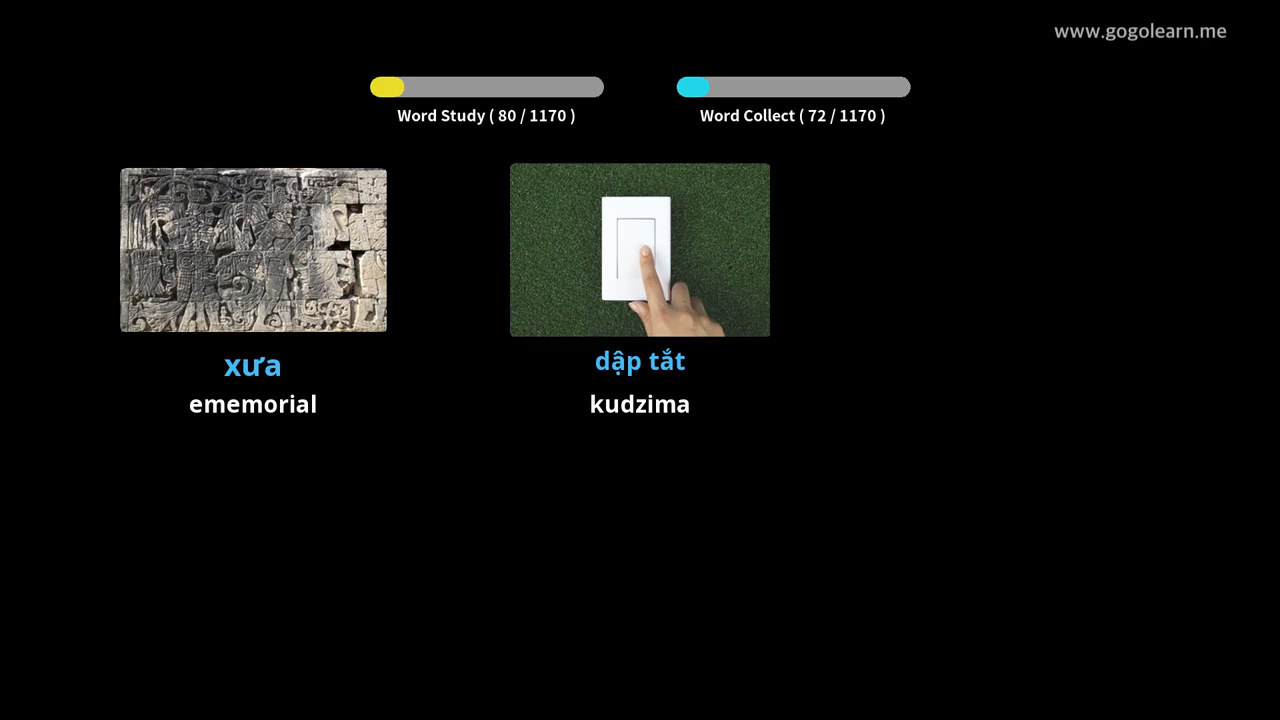 www.gogolearn.me
Word Study ( 80 / 1170 )
Word Collect ( 72 / 1170 )
xưa
ememorial
dập tắt
kudzima